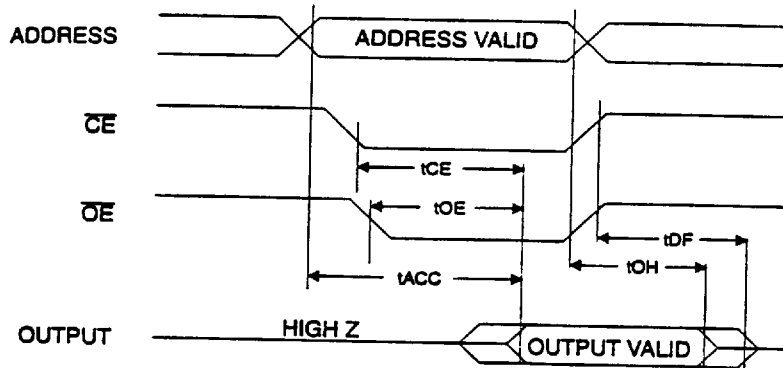 ADDRESS
ADDRESS VALID
CE
tCE
OE
tOE
tDF
tOH
tACC
OUTPUT
HIGH Z
OUTPUT VALID